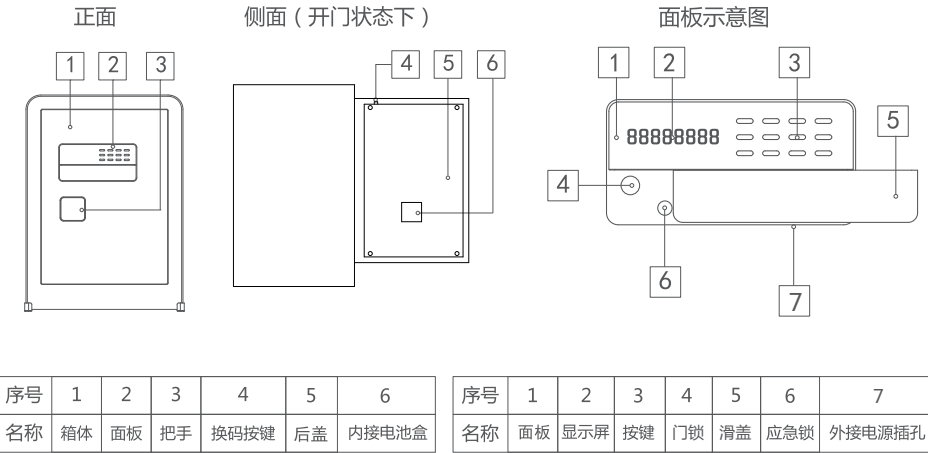 正面 侧面（开门状态下） 面板示意图
1 2 3 4 5 6 1 2 3
88888888
5
4
6
7
序号 1 2 3 4 5 6
名称 箱体 面板 把手 换码按键 后盖 内接电池盒
序号 1 2 3 4 5 6 7
名称 面板 显示屏 按键 门锁 滑盖 应急锁 外接电源插孔